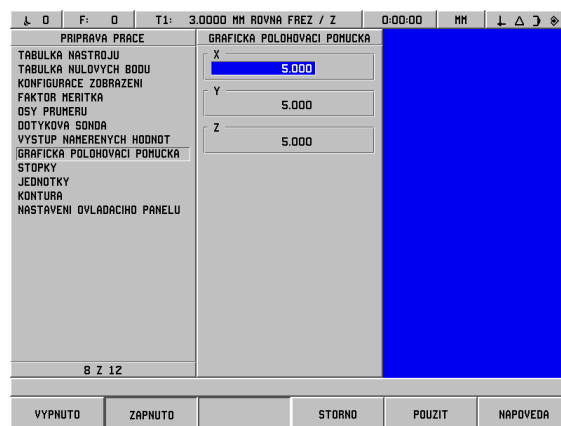 0 F: 0 T1: 3.0000 MM ROVNA FREZ / Z 0:00:00 MM
PRIPRAVA PRACE
TABULKA NASTROJU
TABULKA NULOVYCH BODU
KONFIGURACE ZOBRAZENI
FAKTOR MERITKA
OSY PRUMERU
DOTYKOVA SONDA
VYSTUP NAMERENYCH HODNOT
GRAFICKA POLOHOVACI POMUCKA
STOPKY
JEDNOTKY
KONTURA
NASTAVENI OVLADACIHO PANELU
8 Z 12
GRAFICKA POLOHOVACI POMUCKA
X
5.000
Y
5.000
Z
5.000
VYPNUTO ZAPNUTO STORNO POUZIT NAPOVEDA